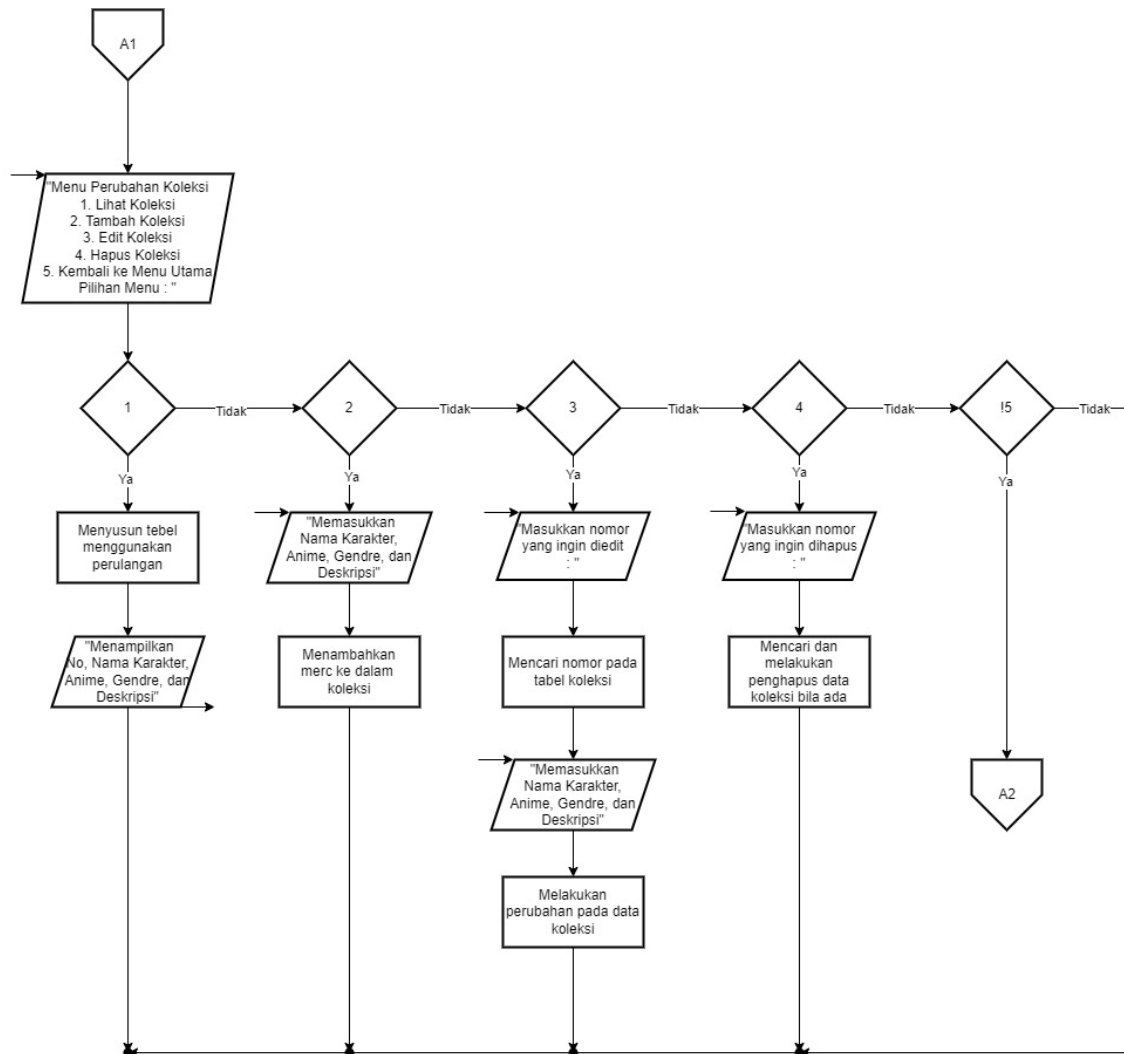 A1
"Menu Perubahan Koleksi
1. Lihat Koleksi
2. Tambah Koleksi
3. Edit Koleksi
4. Hapus Koleksi
5. Kembali ke Menu Utama
Pilihan Menu : "
1
Tidak
2
Tidak
3
Tidak
4
Tidak
!5
Tidak
Ya
Ya
Ya
Ya
Ya
Menyusun tebel
menggunakan
perulangan
"Menampilkan
No, Nama Karakter,
Anime, Gendre, dan
Deskripsi"
"Memasukkan
Nama Karakter,
Anime, Gendre, dan
Deskripsi"
Menambahkan
merc ke dalam
koleksi
"Masukkan nomor
yang ingin diedit
: "
Mencari nomor pada
tabel koleksi
"Memasukkan
Nama Karakter,
Anime, Gendre, dan
Deskripsi"
Melakukan
perubahan pada data
koleksi
"Masukkan nomor
yang ingin dihapus
: "
Mencari dan
melakukan
penghapus data
koleksi bila ada
A2